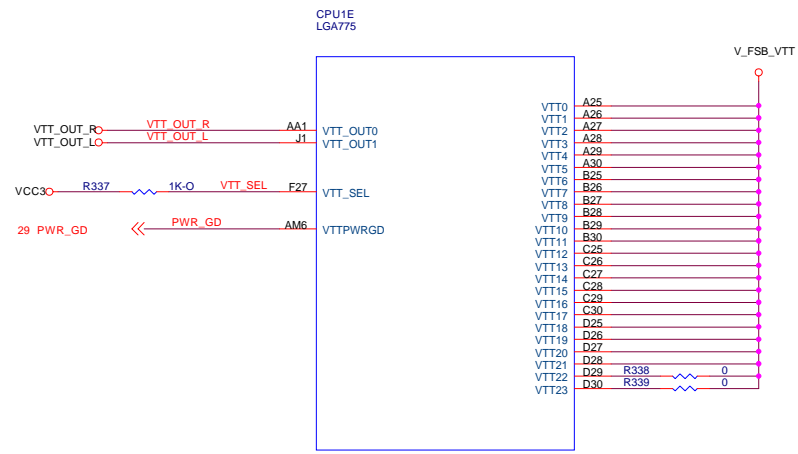 CPU1E
LGA775
V_FSB_VTT
VTT_OUT_R VTT_OUT_R AA1 VTT_OUT0
VTT_OUT_L VTT_OUT_L J1 VTT_OUT1
VCC3 R337 1K-O VTT_SEL F27 VTT_SEL
29 PWR_GD PWR_GD AM6 VTTPWRGD
VTT0 A25
VTT1 A26
VTT2 A27
VTT3 A28
VTT4 A29
VTT5 A30
VTT6 B25
VTT7 B26
VTT8 B27
VTT9 B28
VTT10 B29
VTT11 B30
VTT12 C25
VTT13 C26
VTT14 C27
VTT15 C28
VTT16 C29
VTT17 C30
VTT18 D25
VTT19 D26
VTT20 D27
VTT21 D28
VTT22 D29 R338 0
VTT23 D30 R339 0